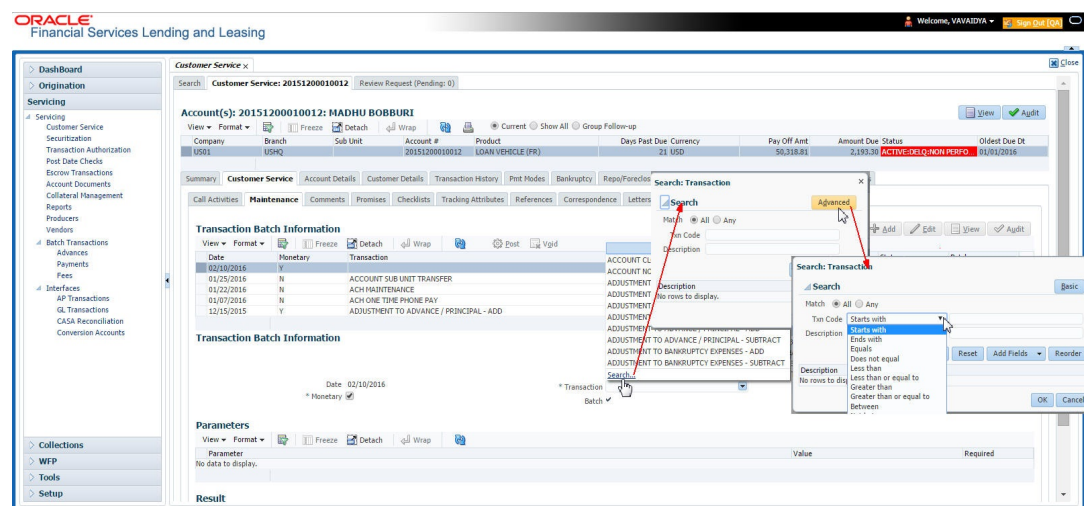 ORACLE
Financial Services Lending and Leasing
Welcome, VAVAIDYA
Sign Out [QA]
Close
DashBoard
Origination
Servicing
Servicing
Customer Service
Securitization
Transaction Authorization
Post Date Checks
Escrow Transactions
Account Documents
Collateral Management
Reports
Producers
Vendors
Batch Transactions
Advances
Payments
Fees
Interfaces
AP Transactions
GL Transactions
CASA Reconciliation
Conversion Accounts
Collections
WFP
Tools
Setup
Customer Service x
Search Customer Service: 20151200010012 Review Request (Pending: 0)
Account(s): 20151200010012: MADHU BOBBURI
View Audit
View Format Freeze Detach Wrap Current Show All Group Follow-up
Company Branch Sub Unit Account # Product Days Past Due Currency Pay Off Amt Amount Due Status Oldest Due Dt
US01 USHQ 20151200010012 LOAN VEHICLE (FR) 21 USD 50,318.81 2,193.30 ACTIVE:DELQ:NON PERFO... 01/01/2016
Summary Customer Service Account Details Customer Details Transaction History Pmt Modes Bankruptcy Repo/Foreclos
Call Activities Maintenance Comments Promises Checklists Tracking Attributes References Correspondence Letters
Transaction Batch Information
View Format Freeze Detach Wrap Post Void
Add Edit View Audit
Date Monetary Transaction
02/10/2016 Y
01/25/2016 N ACCOUNT SUB UNIT TRANSFER
01/22/2016 N ACH MAINTENANCE
01/07/2016 N ACH ONE TIME PHONE PAY
12/15/2015 Y ADJUSTMENT TO ADVANCE / PRINCIPAL - ADD
Transaction Batch Information
Date 02/10/2016
* Monetary
* Transaction
Batch
ACCOUNT CL
ACCOUNT NO
ADJUSTMENT
ADJUSTMENT
ADJUSTMENT
ADJUSTMENT
ADJUSTMENT TO ADVANCE / PRINCIPAL - ADD
ADJUSTMENT TO ADVANCE / PRINCIPAL - SUBTRACT
ADJUSTMENT TO BANKRUPTCY EXPENSES - ADD
ADJUSTMENT TO BANKRUPTCY EXPENSES - SUBTRACT
Search...
Search: Transaction x
Search
Advanced
Match All Any
Txn Code
Description
Description
No rows to display.
Search: Transaction
Search
Basic
Match All Any
Txn Code Starts with
Description
Starts with
Ends with
Equals
Does not equal
Less than
Less than or equal to
Greater than
Greater than or equal to
Between
Reset Add Fields Reorder
Description
No rows to disp
OK Cancel
Parameters
View Format Freeze Detach Wrap
Parameter Value Required
No data to display.
Result